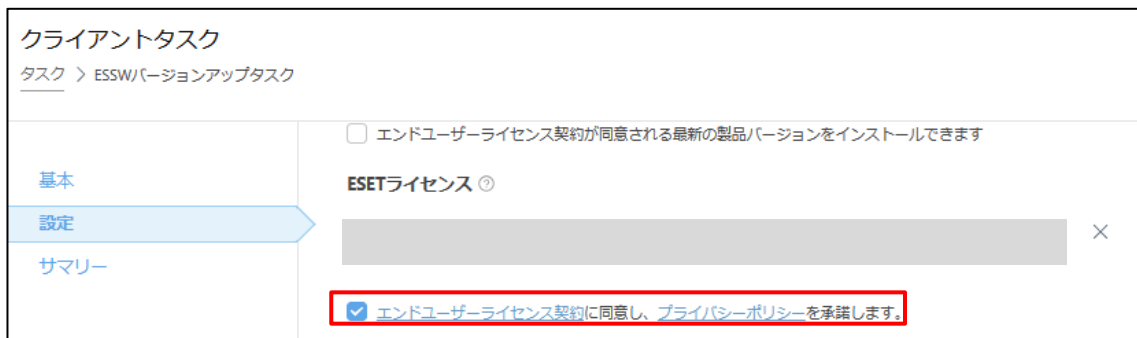 クライアントタスク
タスク > ESSWバージョンアップタスク
エンドユーザーライセンス契約が同意される最新の製品バージョンをインストールできます
基本
ESETライセンス ?
設定
サマリー
エンドユーザーライセンス契約に同意し、プライバシーポリシーを承諾します。